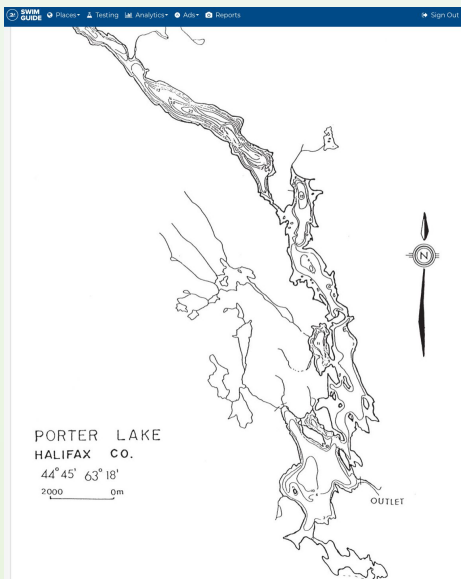 SWIM GUIDE Places Testing Analytics Ads Reports Sign Out
N
PORTER LAKE
HALIFAX CO.
44°45' 63°18'
2000 0m
OUTLET